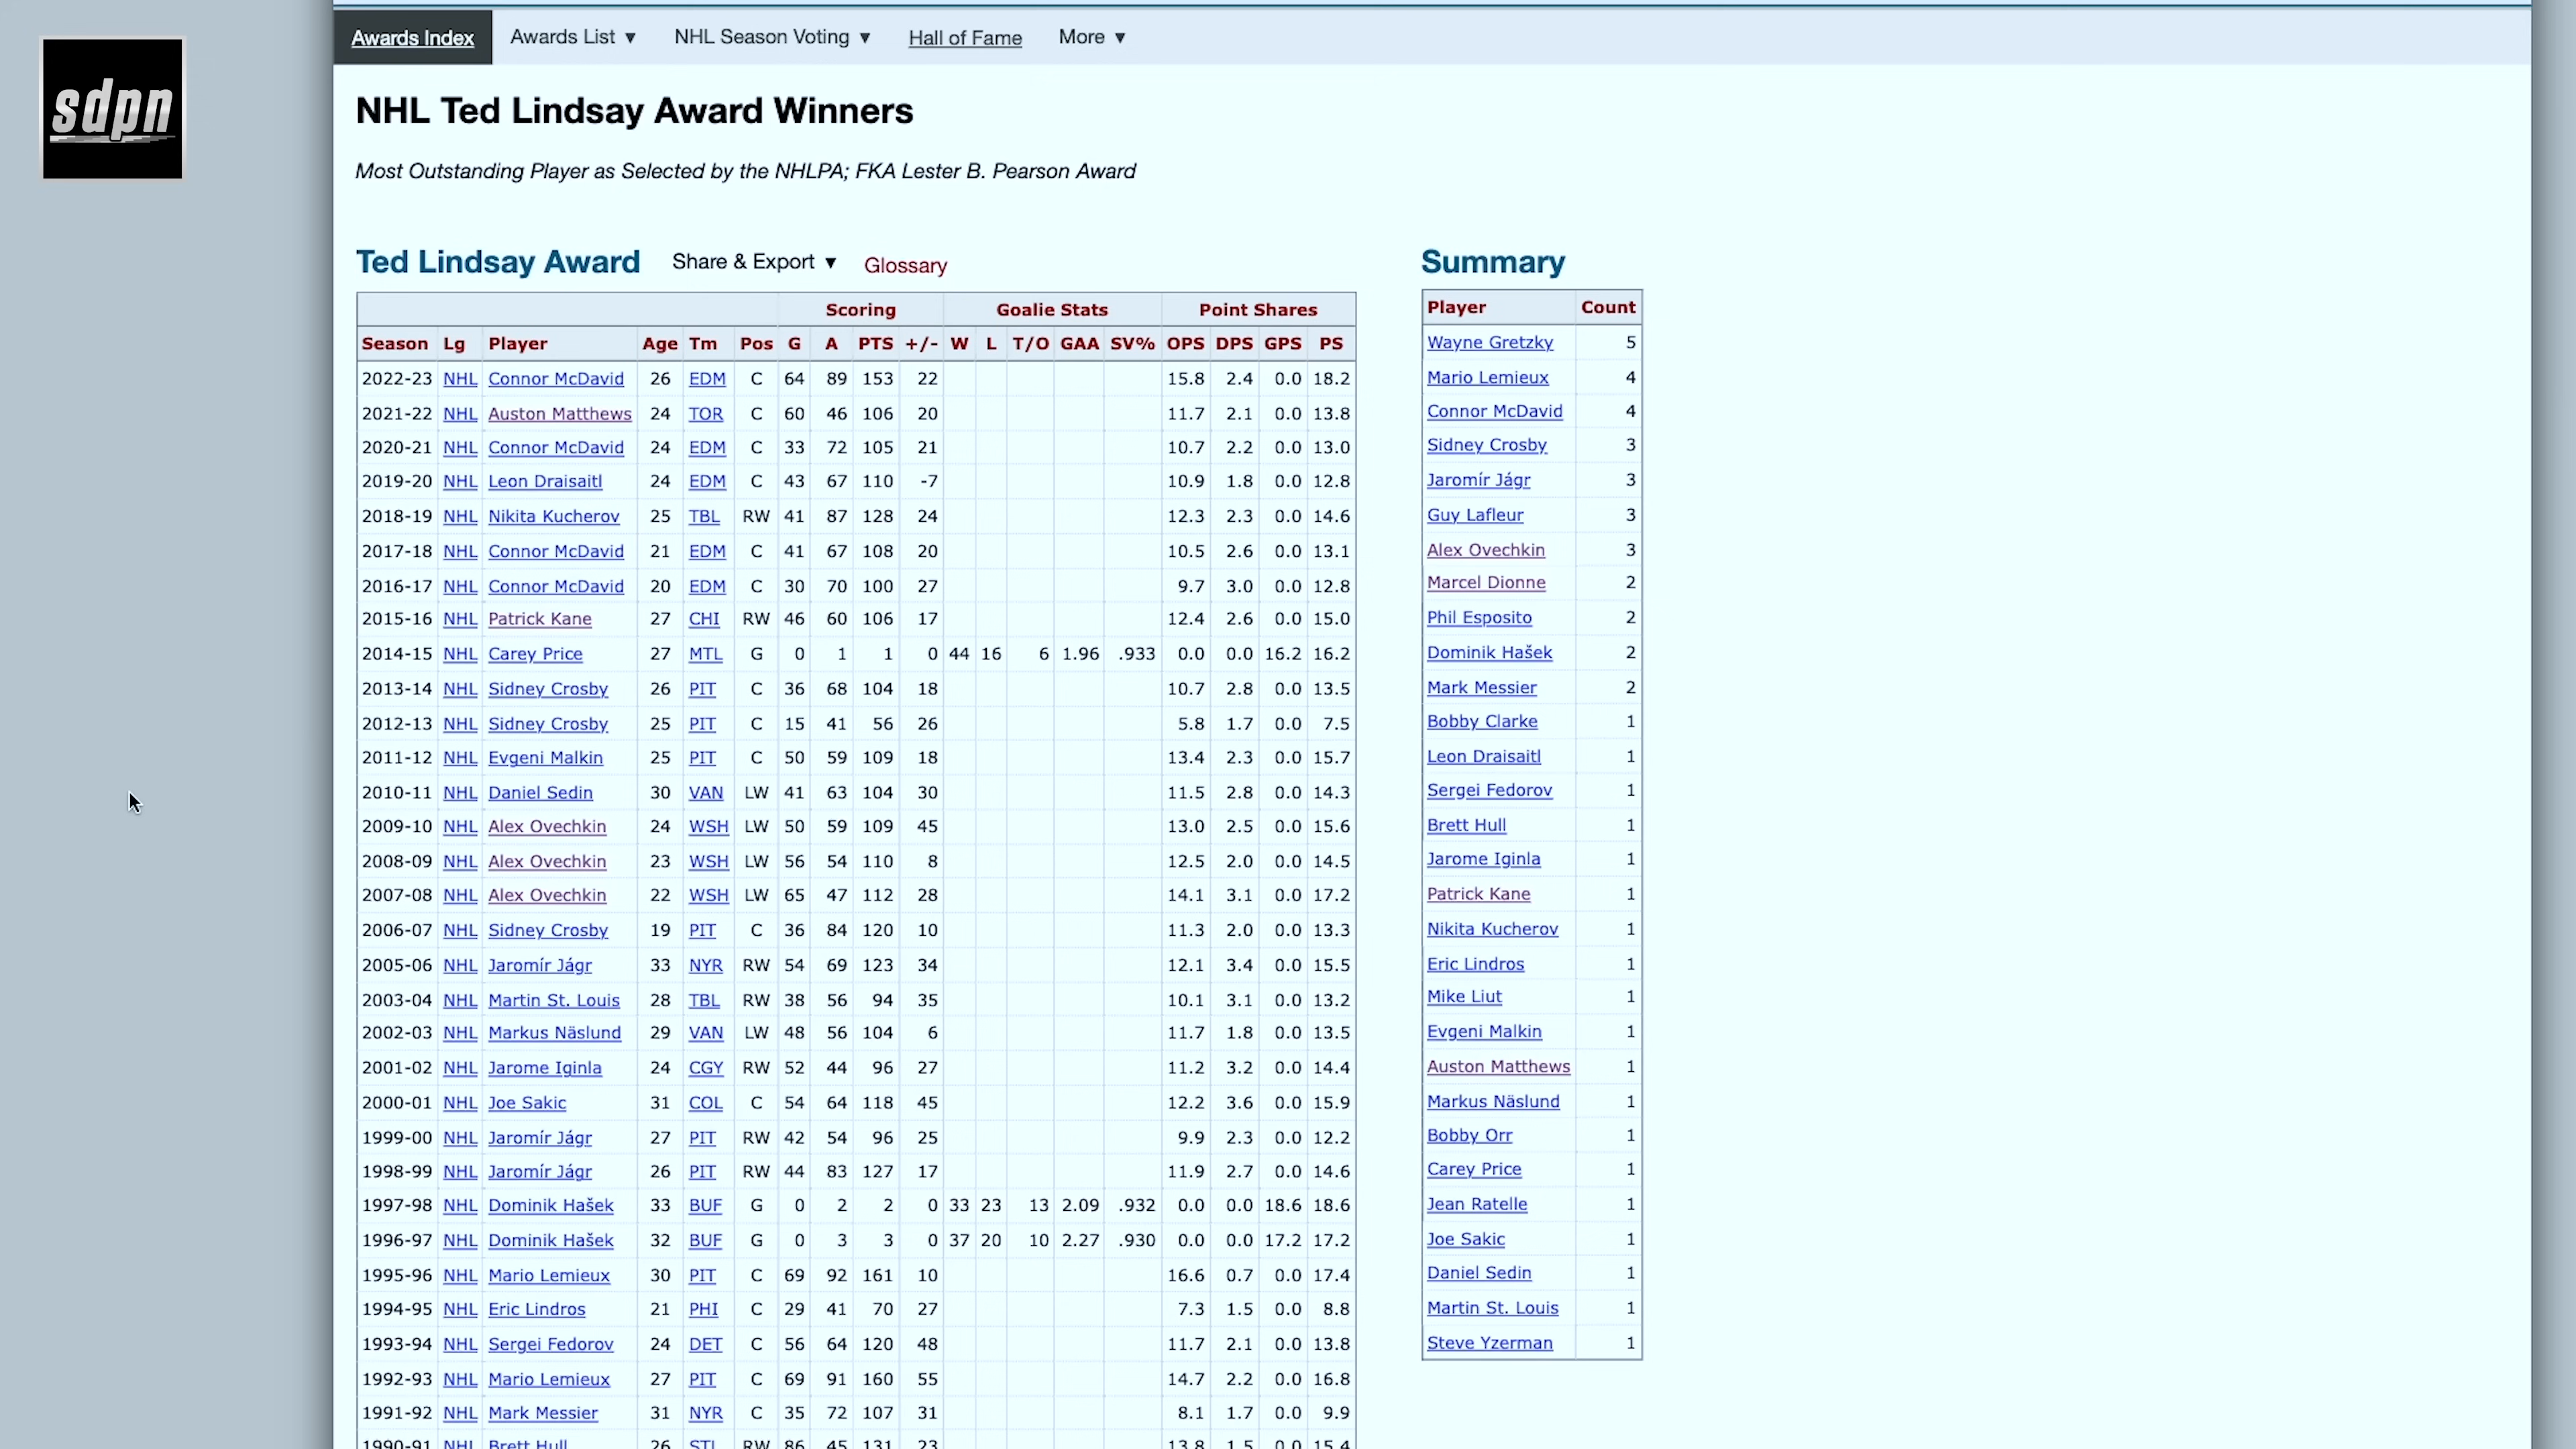 sdpn
Awards Index Awards List ▼ NHL Season Voting ▼ Hall of Fame More ▼
NHL Ted Lindsay Award Winners
Most Outstanding Player as Selected by the NHLPA; FKA Lester B. Pearson Award
Ted Lindsay Award Share & Export ▼ Glossary
Scoring Goalie Stats Point Shares
Season Lg Player Age Tm Pos G A PTS +/- W L T/O GAA SV% OPS DPS GPS PS
2022-23 NHL Connor McDavid 26 EDM C 64 89 153 22 15.8 2.4 0.0 18.2
2021-22 NHL Auston Matthews 24 TOR C 60 46 106 20 11.7 2.1 0.0 13.8
2020-21 NHL Connor McDavid 24 EDM C 33 72 105 21 10.7 2.2 0.0 13.0
2019-20 NHL Leon Draisaitl 24 EDM C 43 67 110 -7 10.9 1.8 0.0 12.8
2018-19 NHL Nikita Kucherov 25 TBL RW 41 87 128 24 12.3 2.3 0.0 14.6
2017-18 NHL Connor McDavid 21 EDM C 41 67 108 20 10.5 2.6 0.0 13.1
2016-17 NHL Connor McDavid 20 EDM C 30 70 100 27 9.7 3.0 0.0 12.8
2015-16 NHL Patrick Kane 27 CHI RW 46 60 106 17 12.4 2.6 0.0 15.0
2014-15 NHL Carey Price 27 MTL G 0 1 1 0 44 16 6 1.96 .933 0.0 0.0 16.2 16.2
2013-14 NHL Sidney Crosby 26 PIT C 36 68 104 18 10.7 2.8 0.0 13.5
2012-13 NHL Sidney Crosby 25 PIT C 15 41 56 26 5.8 1.7 0.0 7.5
2011-12 NHL Evgeni Malkin 25 PIT C 50 59 109 18 13.4 2.3 0.0 15.7
2010-11 NHL Daniel Sedin 30 VAN LW 41 63 104 30 11.5 2.8 0.0 14.3
2009-10 NHL Alex Ovechkin 24 WSH LW 50 59 109 45 13.0 2.5 0.0 15.6
2008-09 NHL Alex Ovechkin 23 WSH LW 56 54 110 8 12.5 2.0 0.0 14.5
2007-08 NHL Alex Ovechkin 22 WSH LW 65 47 112 28 14.1 3.1 0.0 17.2
2006-07 NHL Sidney Crosby 19 PIT C 36 84 120 10 11.3 2.0 0.0 13.3
2005-06 NHL Jaromír Jágr 33 NYR RW 54 69 123 34 12.1 3.4 0.0 15.5
2003-04 NHL Martin St. Louis 28 TBL RW 38 56 94 35 10.1 3.1 0.0 13.2
2002-03 NHL Markus Näslund 29 VAN LW 48 56 104 6 11.7 1.8 0.0 13.5
2001-02 NHL Jarome Iginla 24 CGY RW 52 44 96 27 11.2 3.2 0.0 14.4
2000-01 NHL Joe Sakic 31 COL C 54 64 118 45 12.2 3.6 0.0 15.9
1999-00 NHL Jaromír Jágr 27 PIT RW 42 54 96 25 9.9 2.3 0.0 12.2
1998-99 NHL Jaromír Jágr 26 PIT RW 44 83 127 17 11.9 2.7 0.0 14.6
1997-98 NHL Dominik Hašek 33 BUF G 0 2 2 0 33 23 13 2.09 .932 0.0 0.0 18.6 18.6
1996-97 NHL Dominik Hašek 32 BUF G 0 3 3 0 37 20 10 2.27 .930 0.0 0.0 17.2 17.2
1995-96 NHL Mario Lemieux 30 PIT C 69 92 161 10 16.6 0.7 0.0 17.4
1994-95 NHL Eric Lindros 21 PHI C 29 41 70 27 7.3 1.5 0.0 8.8
1993-94 NHL Sergei Fedorov 24 DET C 56 64 120 48 11.7 2.1 0.0 13.8
1992-93 NHL Mario Lemieux 27 PIT C 69 91 160 55 14.7 2.2 0.0 16.8
1991-92 NHL Mark Messier 31 NYR C 35 72 107 31 8.1 1.7 0.0 9.9
1990-91 NHL Brett Hull 26 STL RW 86 45 131 23 13.8 1.5 0.0 15.4
Summary
Player Count
Wayne Gretzky 5
Mario Lemieux 4
Connor McDavid 4
Sidney Crosby 3
Jaromír Jágr 3
Guy Lafleur 3
Alex Ovechkin 3
Marcel Dionne 2
Phil Esposito 2
Dominik Hašek 2
Mark Messier 2
Bobby Clarke 1
Leon Draisaitl 1
Sergei Fedorov 1
Brett Hull 1
Jarome Iginla 1
Patrick Kane 1
Nikita Kucherov 1
Eric Lindros 1
Mike Liut 1
Evgeni Malkin 1
Auston Matthews 1
Markus Näslund 1
Bobby Orr 1
Carey Price 1
Jean Ratelle 1
Joe Sakic 1
Daniel Sedin 1
Martin St. Louis 1
Steve Yzerman 1